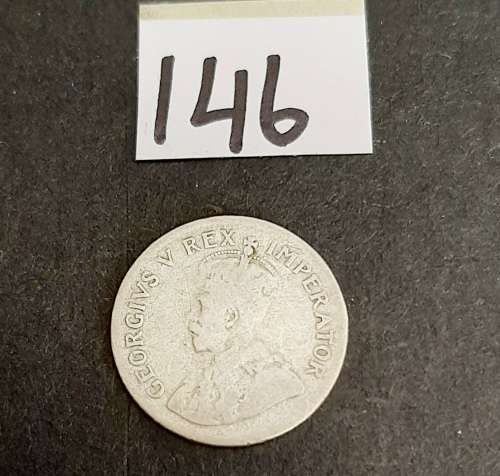 146
GEORGIVS V REX IMPERATOR